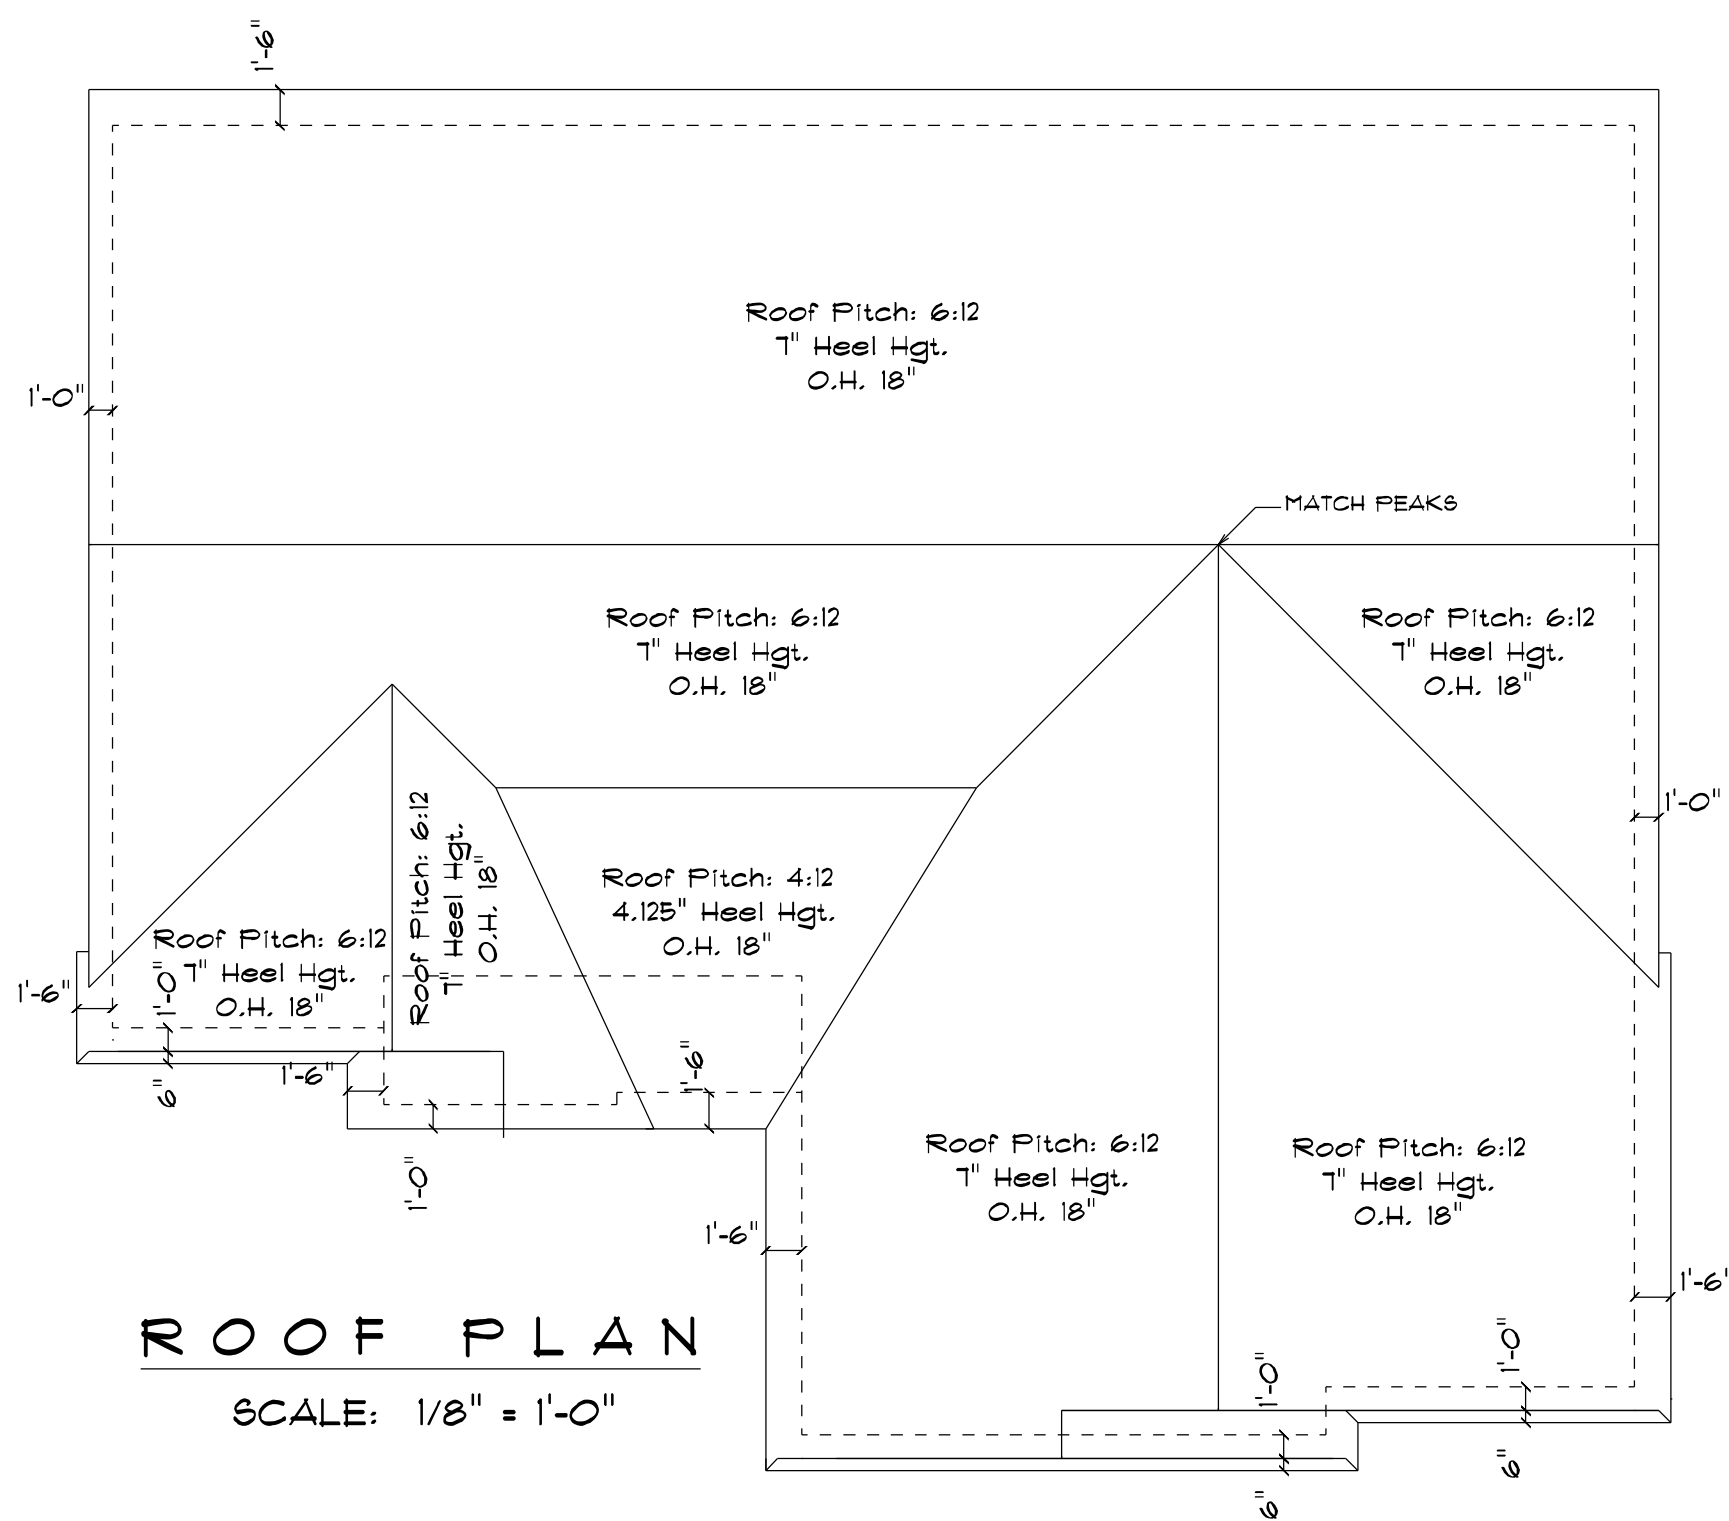 1'-6"
Roof Pitch: 6:12
7" Heel Hgt.
O.H. 18"
1'-0"
MATCH PEAKS
Roof Pitch: 6:12
7" Heel Hgt.
O.H. 18"
Roof Pitch: 6:12
7" Heel Hgt.
O.H. 18"
1'-0"
Roof Pitch: 6:12
7" Heel Hgt.
O.H. 18"
Roof Pitch: 4:12
4.125" Heel Hgt.
O.H. 18"
Roof Pitch: 6:12
7" Heel Hgt.
O.H. 18"
1'-0"
1'-6"
6"
1'-6"
1'-6"
1'-0"
Roof Pitch: 6:12
7" Heel Hgt.
O.H. 18"
Roof Pitch: 6:12
7" Heel Hgt.
O.H. 18"
1'-6"
1'-6'
ROOF PLAN
SCALE: 1/8" = 1'-0"
1'-0"
1'-0"
6"
6"